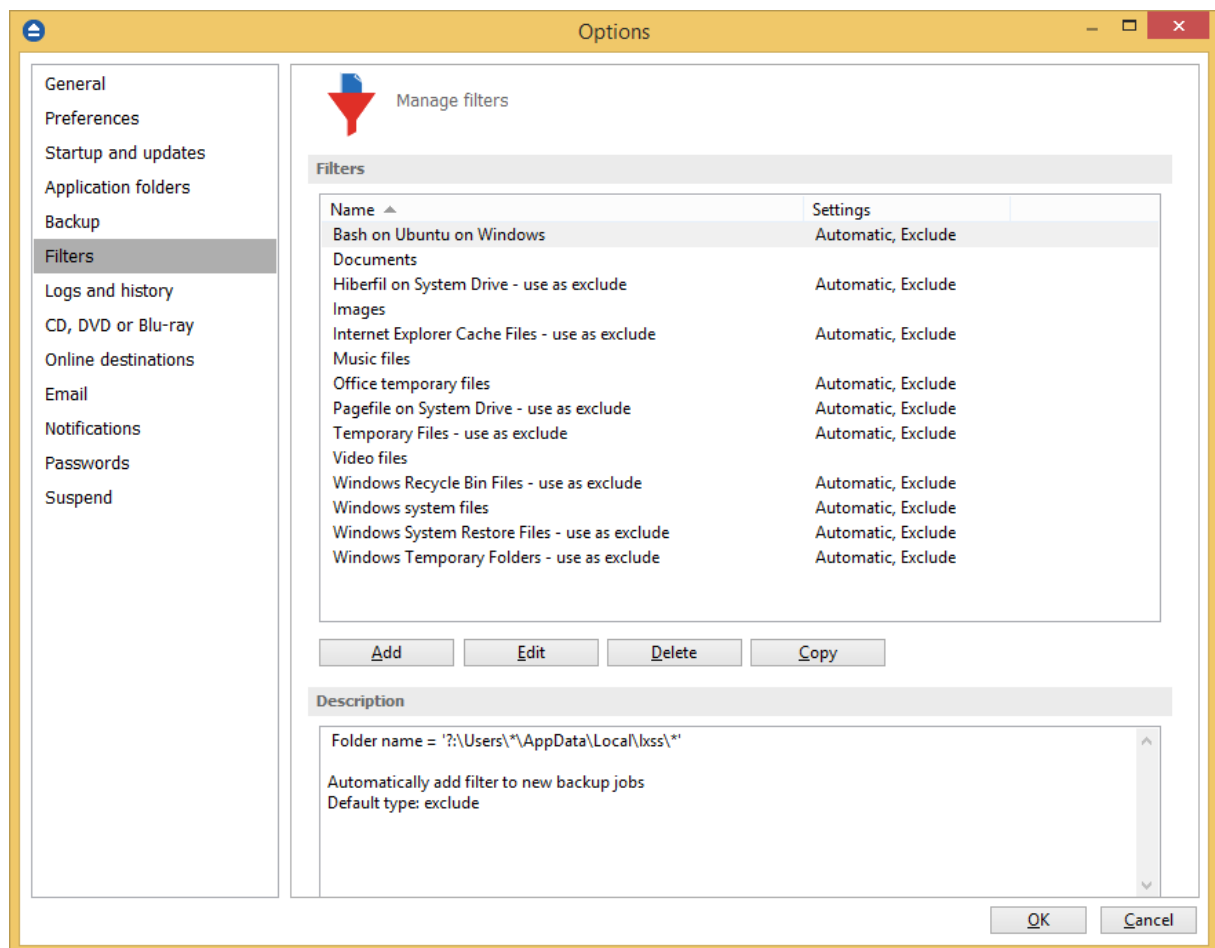 Options
General
Preferences
Startup and updates
Application folders
Backup
Filters
Logs and history
CD, DVD or Blu-ray
Online destinations
Email
Notifications
Passwords
Suspend
Manage filters
Filters
Name Settings
Bash on Ubuntu on Windows Automatic, Exclude
Documents
Hiberfil on System Drive - use as exclude Automatic, Exclude
Images
Internet Explorer Cache Files - use as exclude Automatic, Exclude
Music files
Office temporary files Automatic, Exclude
Pagefile on System Drive - use as exclude Automatic, Exclude
Temporary Files - use as exclude Automatic, Exclude
Video files
Windows Recycle Bin Files - use as exclude Automatic, Exclude
Windows system files Automatic, Exclude
Windows System Restore Files - use as exclude Automatic, Exclude
Windows Temporary Folders - use as exclude Automatic, Exclude
Add Edit Delete Copy
Description
Folder name = '?:\Users\*\AppData\Local\lxss\*'
Automatically add filter to new backup jobs
Default type: exclude
OK Cancel